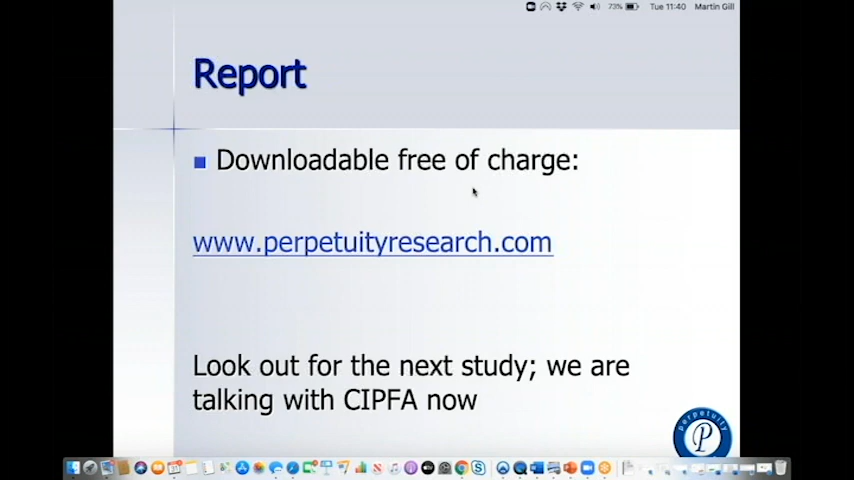 73% Tue 11:40 Martin Gill
Report
Downloadable free of charge:
www.perpetuityresearch.com
Look out for the next study; we are
talking with CIPFA now
perpetuity
P